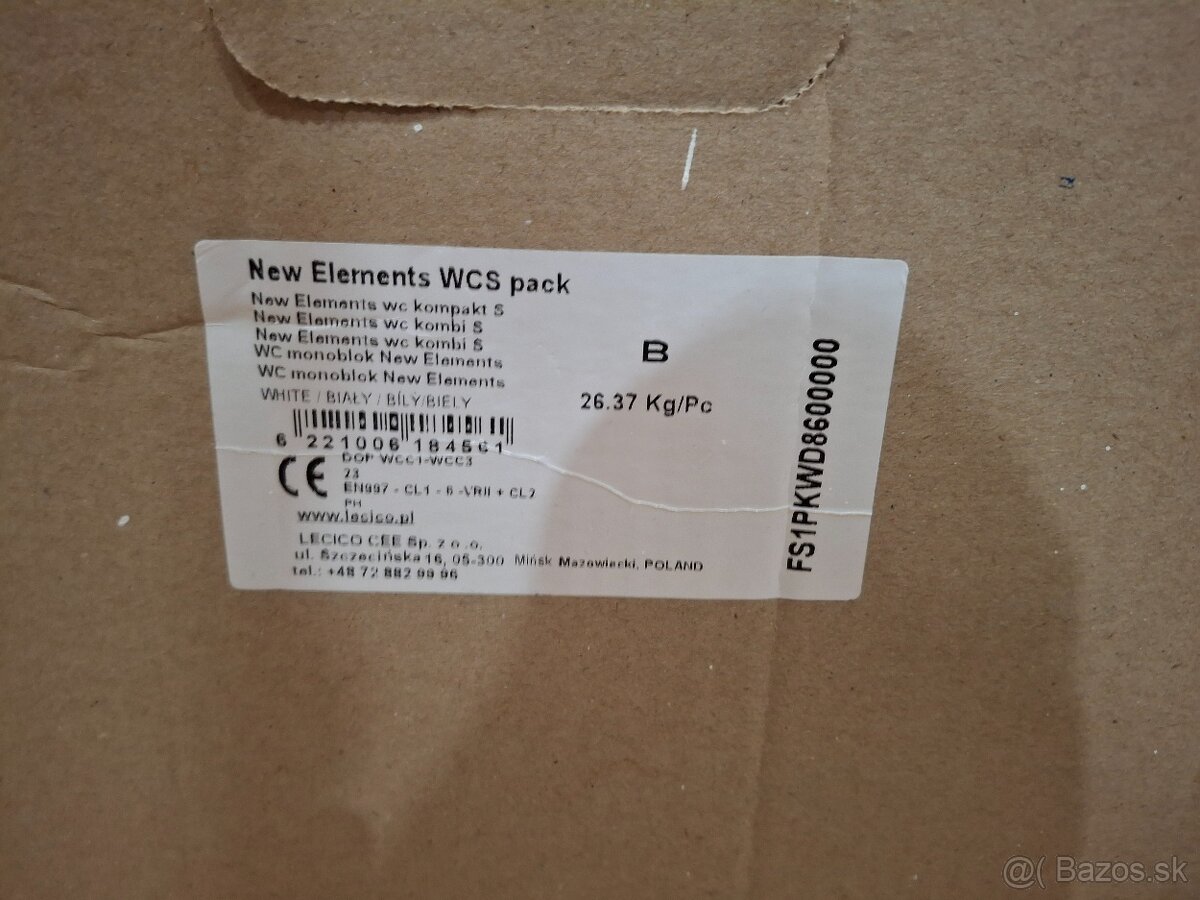 New Elements WCS pack
New Elements wc kompakt S
New Elements wc kombi S
New Elements wc kombi S
WC monoblok New Elements
WC monoblok New Elements
WHITE / BIAŁY / BÍLY/BIELY
B
26.37 Kg/Pc
6 221006 184561
CE
DOP WCC1-WCC3
23
EN997 - CL1 - 6 -VRII + CL2
PH
www.lecico.pl
LECICO CEE Sp. z o.o.
ul. Szczecińska 16, 05-300 Mińsk Mazowiecki, POLAND
tel.: +48 72 882 99 96
FS1PKWD8600000
@( Bazos.sk